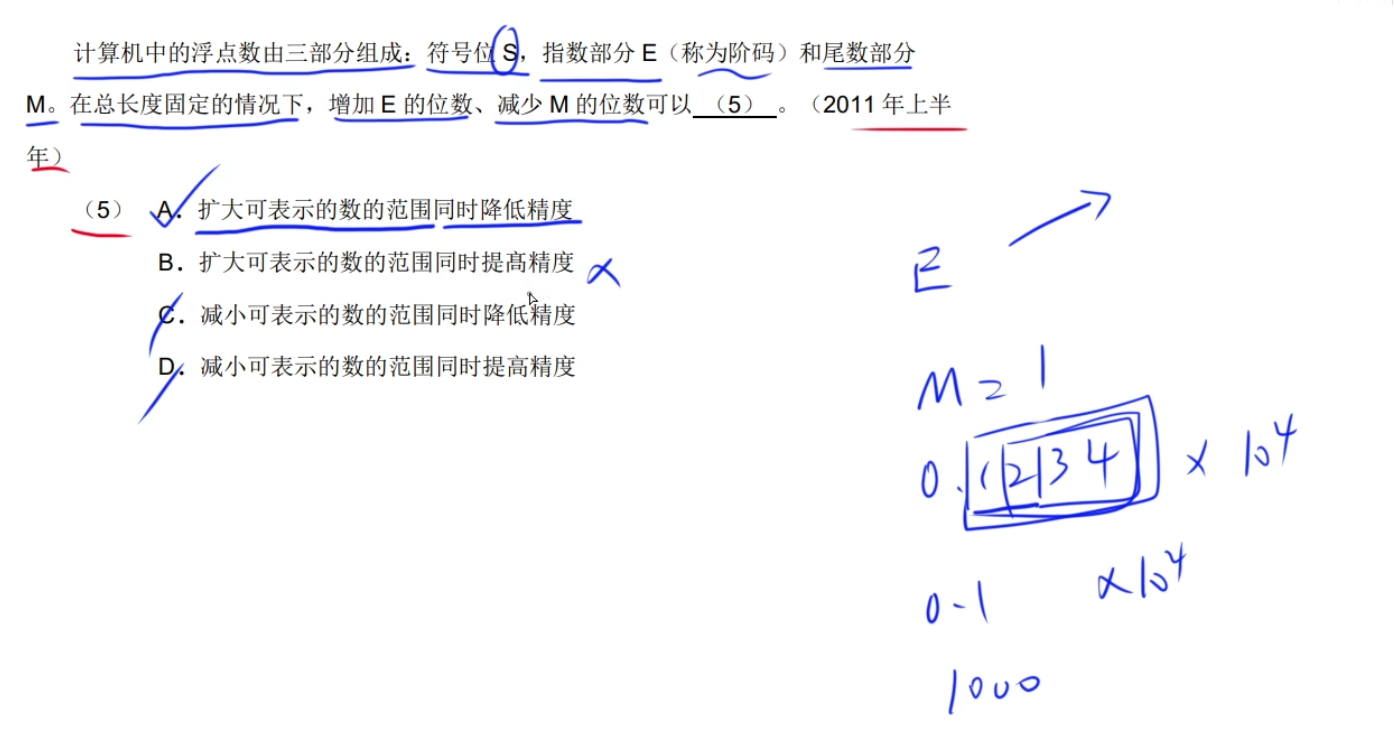 计算机中的浮点数由三部分组成：符号位 S，指数部分 E（称为阶码）和尾数部分
M。在总长度固定的情况下，增加 E 的位数、减少 M 的位数可以 （5） 。（2011 年上半
年）
（5） A．扩大可表示的数的范围同时降低精度
B．扩大可表示的数的范围同时提高精度
C．减小可表示的数的范围同时降低精度
D．减小可表示的数的范围同时提高精度
E
M = 1
0.1234 × 10⁴
0.1 ×10⁴
1000